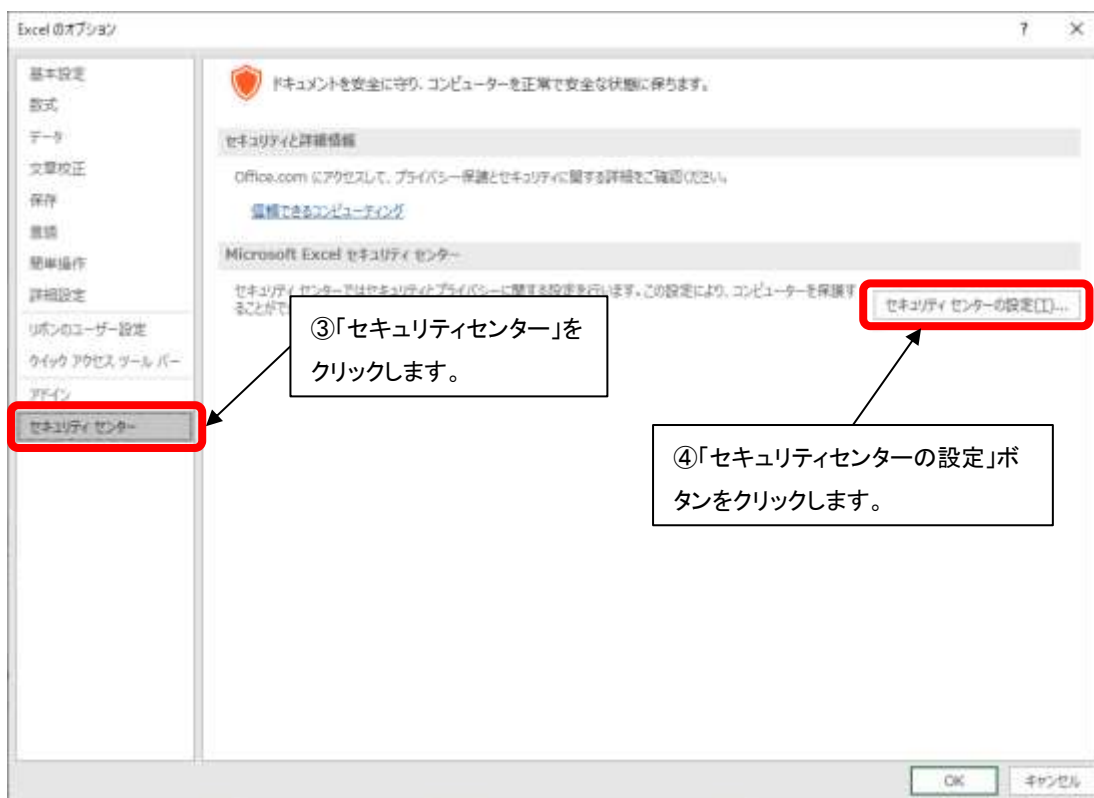 Excel のオプション
? ×
基本設定
数式
データ
文章校正
保存
言語
簡単操作
詳細設定
リボンのユーザー設定
クイック アクセス ツール バー
アドイン
セキュリティ センター
ドキュメントを安全に守り、コンピューターを正常で安全な状態に保ちます。
セキュリティと詳細情報
Office.com にアクセスして、プライバシー保護とセキュリティに関する詳細をご確認ください。
信頼できるコンピューティング
Microsoft Excel セキュリティ センター
セキュリティ センターではセキュリティとプライバシーに関する設定を行います。この設定により、コンピューターを保護す
ることがで
セキュリティ センターの設定(T)...
③「セキュリティセンター」を
クリックします。
④「セキュリティセンターの設定」ボ
タンをクリックします。
OK
キャンセル